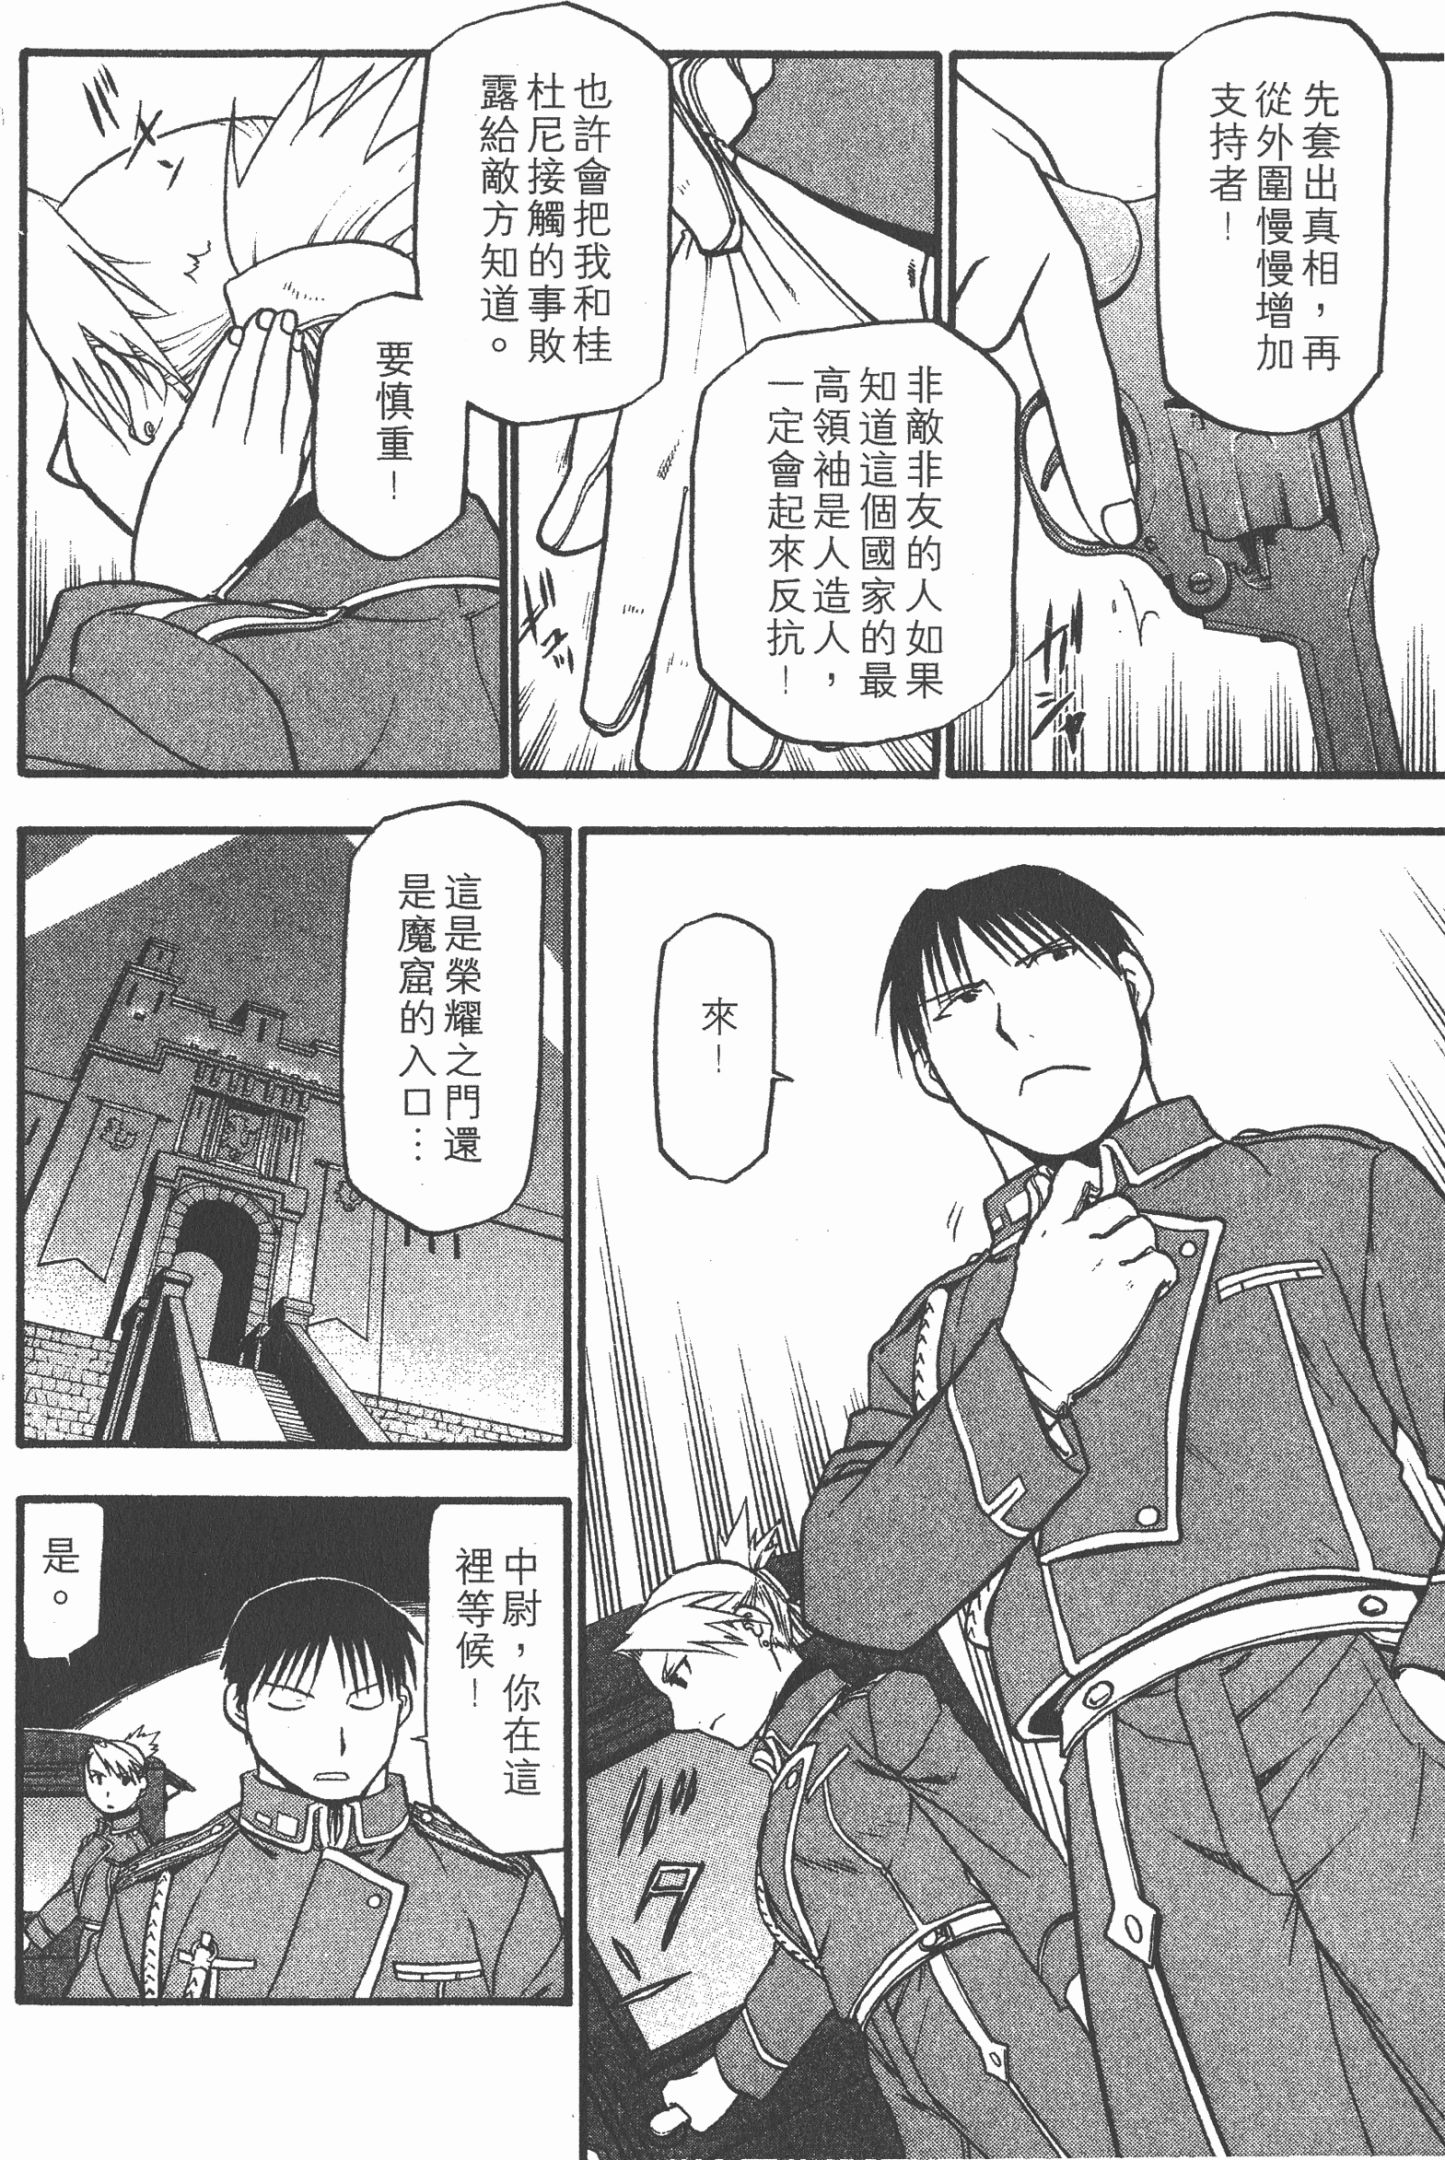 先套出真相，再
從外圍慢慢增加
支持者！
非敵非友的人如果
知道這個國家的最
高領袖是人造人，
一定會起來反抗！
也許會把我和桂
杜尼接觸的事敗
露給敵方知道。
要慎重！
來！
這是榮耀之門還
是魔窟的入口…
中尉，你在這
裡等候！
是。